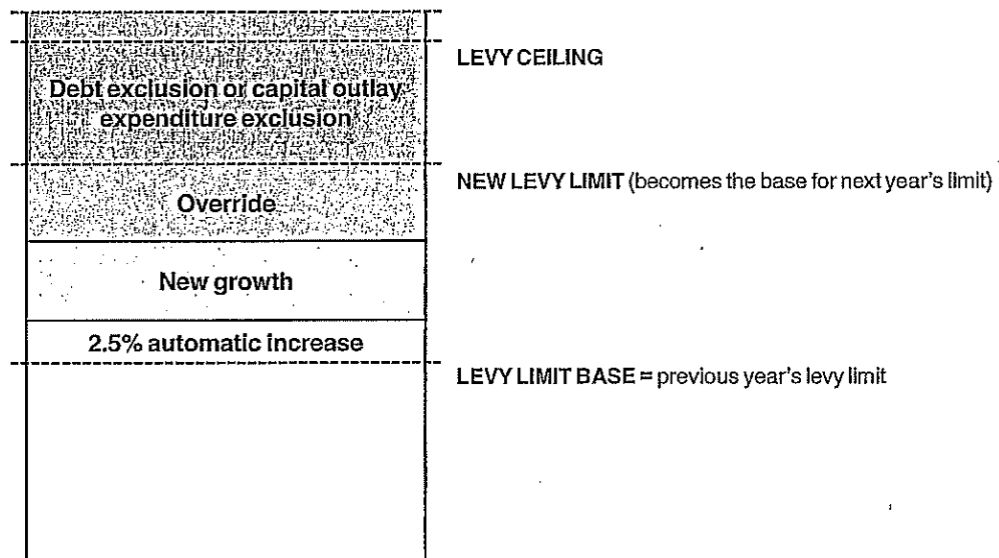 LEVY CEILING
Debt exclusion or capital outlay
expenditure exclusion
NEW LEVY LIMIT (becomes the base for next year's limit)
Override
New growth
2.5% automatic increase
LEVY LIMIT BASE = previous year's levy limit